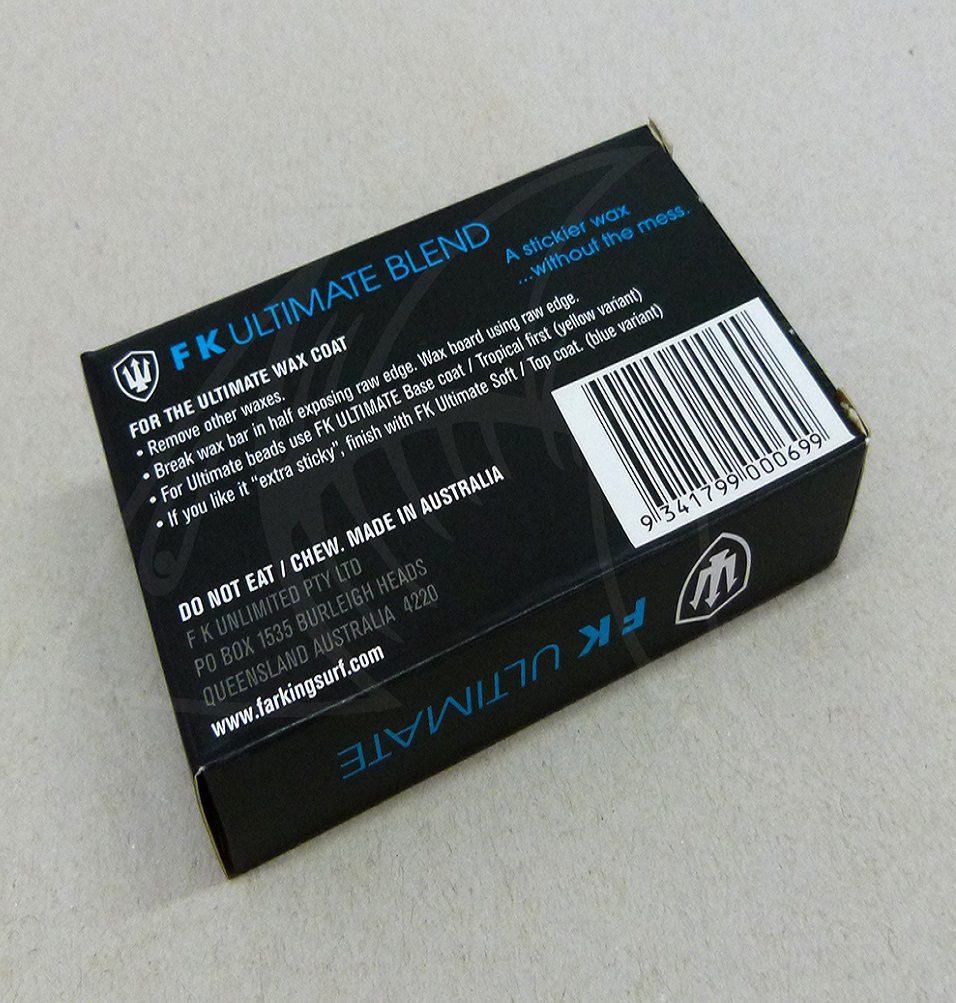 FK ULTIMATE BLEND
A stickier wax
...without the mess.
FOR THE ULTIMATE WAX COAT
• Remove other waxes.
• Break wax bar in half exposing raw edge. Wax board using raw edge.
• For Ultimate beads use FK ULTIMATE Base coat / Tropical first (yellow variant)
• If you like it "extra sticky", finish with FK Ultimate Soft / Top coat. (blue variant)
DO NOT EAT / CHEW. MADE IN AUSTRALIA
F K UNLIMITED PTY LTD
PO BOX 1535 BURLEIGH HEADS
QUEENSLAND AUSTRALIA 4220
www.farkingsurf.com
9 341799 000699
FK ULTIMATE